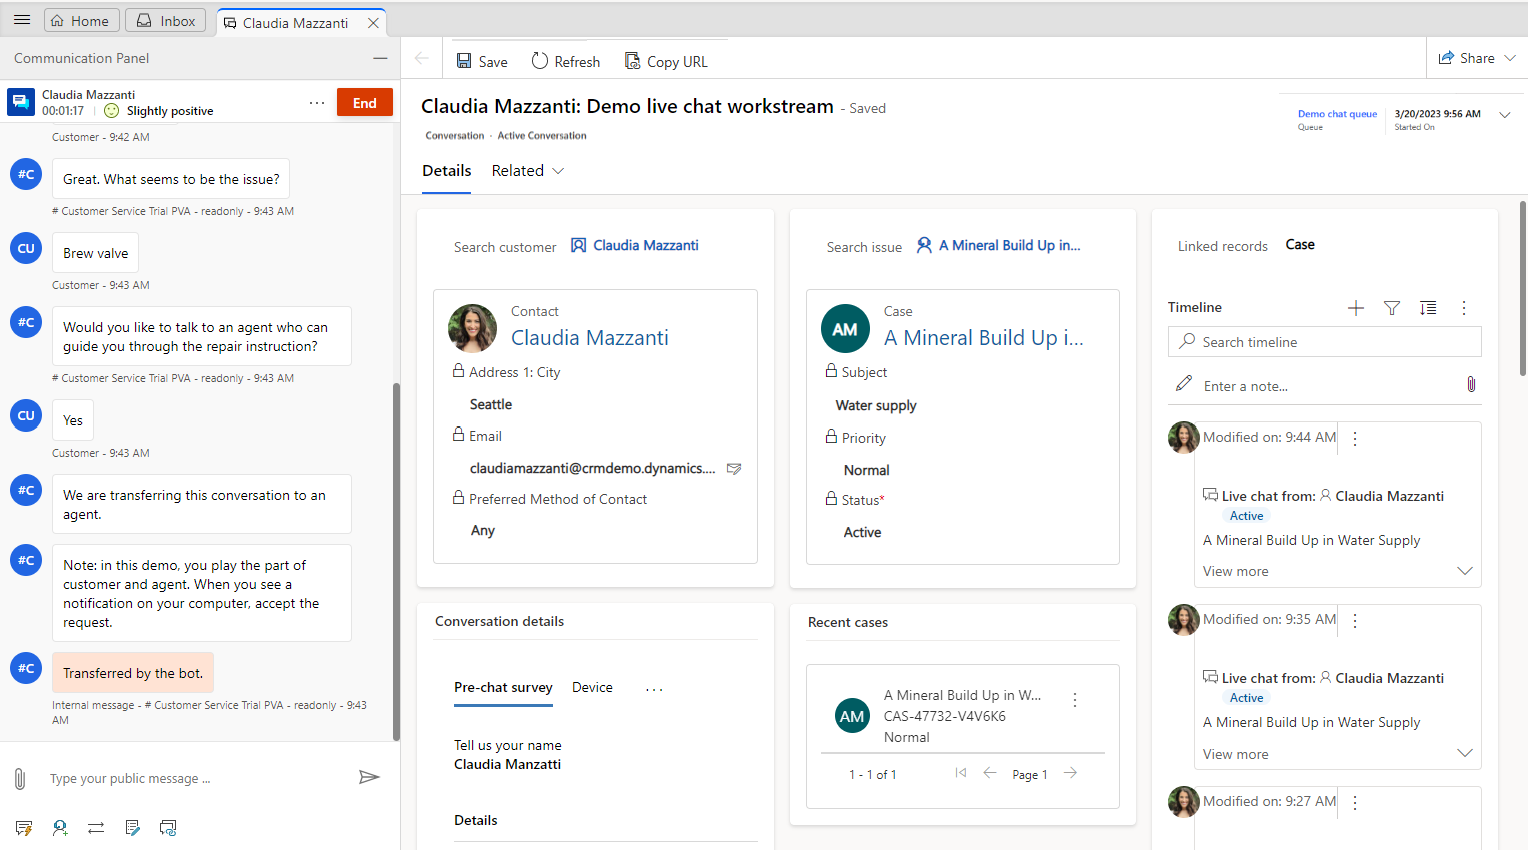 Home
Inbox
Claudia Mazzanti
Communication Panel
Claudia Mazzanti
00:01:17
Slightly positive
End
Customer - 9:42 AM
#C
Great. What seems to be the issue?
# Customer Service Trial PVA - readonly - 9:43 AM
CU
Brew valve
Customer - 9:43 AM
#C
Would you like to talk to an agent who can
guide you through the repair instruction?
# Customer Service Trial PVA - readonly - 9:43 AM
CU
Yes
Customer - 9:43 AM
#C
We are transferring this conversation to an
agent.
#C
Note: in this demo, you play the part of
customer and agent. When you see a
notification on your computer, accept the
request.
#C
Transferred by the bot.
Internal message - # Customer Service Trial PVA - readonly - 9:43
AM
Type your public message ...
Save
Refresh
Copy URL
Share
Claudia Mazzanti: Demo live chat workstream - Saved
Conversation · Active Conversation
Demo chat queue
Queue
3/20/2023 9:56 AM
Started On
Details
Related
Search customer
Claudia Mazzanti
Contact
Claudia Mazzanti
Address 1: City
Seattle
Email
claudiamazzanti@crmdemo.dynamics....
Preferred Method of Contact
Any
Search issue
A Mineral Build Up in...
AM
Case
A Mineral Build Up i...
Subject
Water supply
Priority
Normal
Status*
Active
Conversation details
Pre-chat survey
Device
...
Tell us your name
Claudia Manzatti
Details
Recent cases
AM
A Mineral Build Up in W...
CAS-47732-V4V6K6
Normal
1 - 1 of 1
Page 1
Linked records
Case
Timeline
Search timeline
Enter a note...
Modified on: 9:44 AM
Live chat from: Claudia Mazzanti
Active
A Mineral Build Up in Water Supply
View more
Modified on: 9:35 AM
Live chat from: Claudia Mazzanti
Active
A Mineral Build Up in Water Supply
View more
Modified on: 9:27 AM